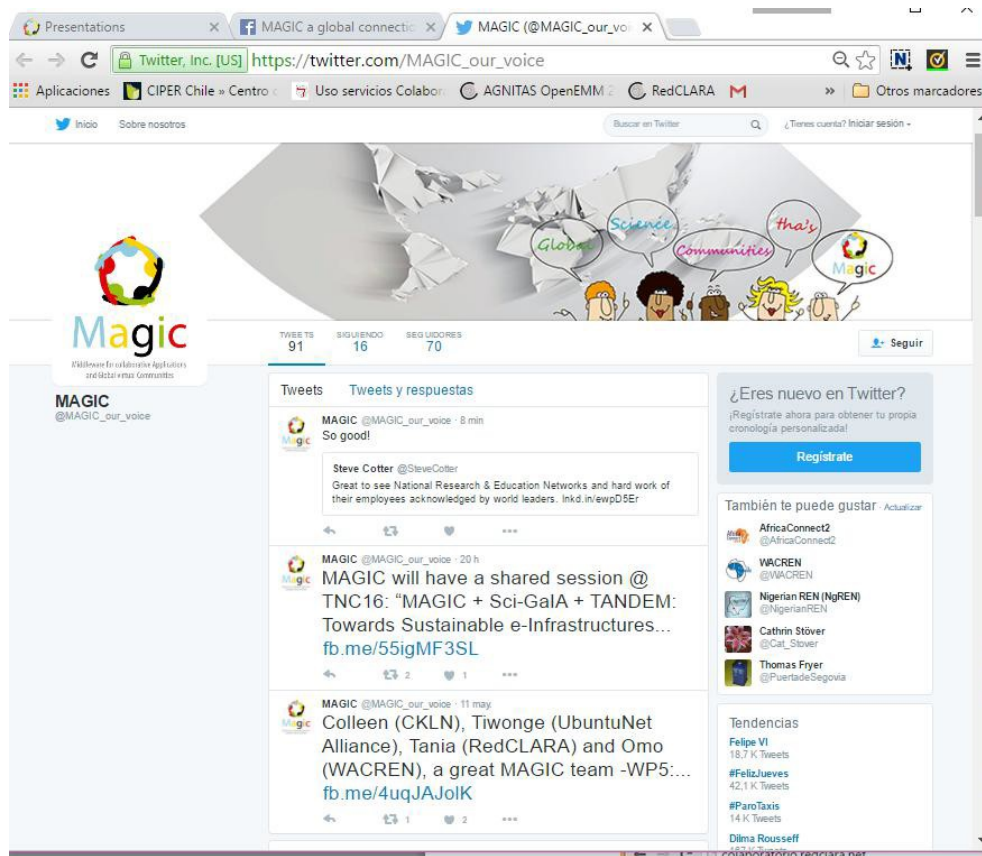 Presentations
MAGIC a global connectio
MAGIC (@MAGIC_our_voi
Twitter, Inc. [US] https://twitter.com/MAGIC_our_voice
Aplicaciones CIPER Chile » Centro Uso servicios Colabor AGNITAS OpenEMM 2 RedCLARA » Otros marcadores
Inicio Sobre nosotros Buscar en Twitter ¿Tienes cuenta? Iniciar sesión
Global
Science
Communities
tha's
Magic
Magic
Middleware for collaborative Applications
and Global virtual Communities
MAGIC
@MAGIC_our_voice
TWEETS SIGUIENDO SEGUIDORES
91 16 70
Seguir
Tweets Tweets y respuestas
MAGIC @MAGIC_our_voice · 8 min
So good!
Steve Cotter @SteveCotter
Great to see National Research & Education Networks and hard work of
their employees acknowledged by world leaders. lnkd.in/ewpD5Er
MAGIC @MAGIC_our_voice · 20 h
MAGIC will have a shared session @
TNC16: “MAGIC + Sci-GaIA + TANDEM:
Towards Sustainable e-Infrastructures...
fb.me/55igMF3SL
2 1
MAGIC @MAGIC_our_voice · 11 may.
Colleen (CKLN), Tiwonge (UbuntuNet
Alliance), Tania (RedCLARA) and Omo
(WACREN), a great MAGIC team -WP5:...
fb.me/4uqJAJolK
1 2
¿Eres nuevo en Twitter?
¡Regístrate ahora para obtener tu propia
cronología personalizada!
Regístrate
También te puede gustar · Actualizar
AfricaConnect2
@AfricaConnect2
WACREN
@WACREN
Nigerian REN (NgREN)
@NigerianREN
Cathrin Stöver
@Cat_Stover
Thomas Fryer
@PuertadeSegovia
Tendencias
Felipe VI
18,7 K Tweets
#FelizJueves
42,1 K Tweets
#ParoTaxis
14 K Tweets
Dilma Rousseff
colaboratorio.redclara.net